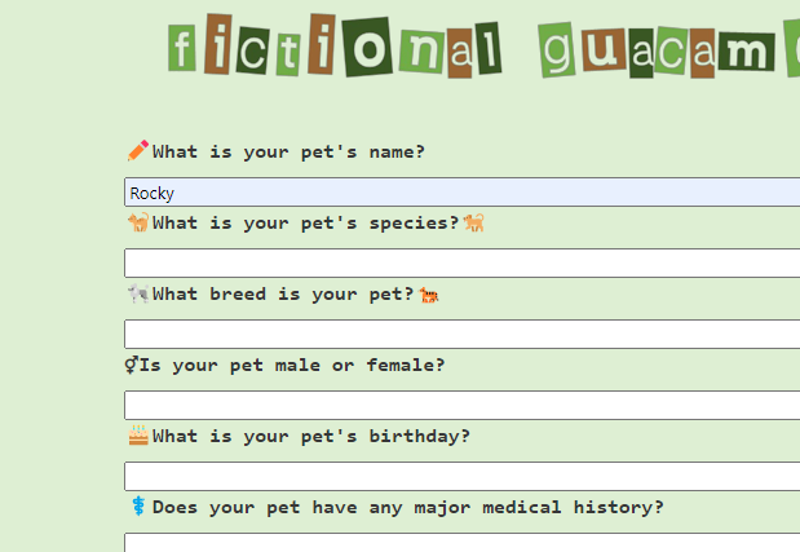 fictional guacam
What is your pet's name?
Rocky
What is your pet's species?
What breed is your pet?
Is your pet male or female?
What is your pet's birthday?
Does your pet have any major medical history?